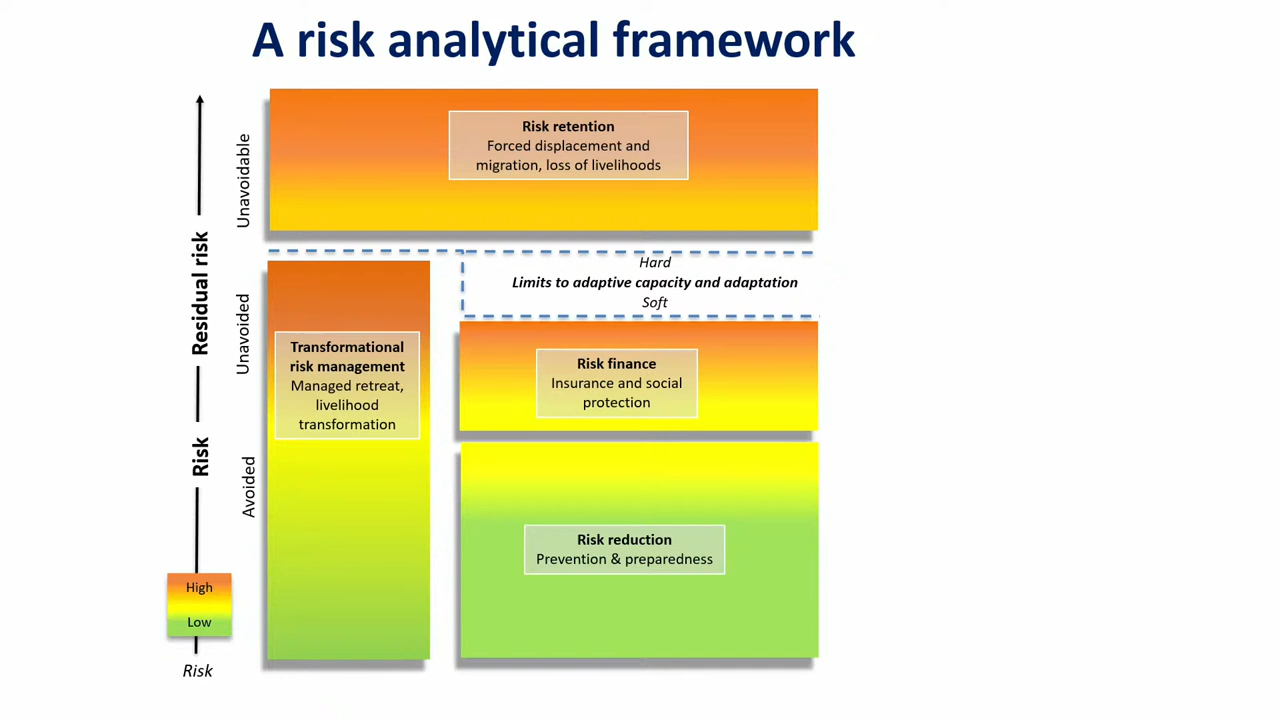 A risk analytical framework
Unavoidable
Risk retention
Forced displacement and
migration, loss of livelihoods
Residual risk
Hard
Limits to adaptive capacity and adaptation
Soft
Unavoided
Transformational
risk management
Managed retreat,
livelihood
transformation
Risk finance
Insurance and social
protection
Risk
Avoided
Risk reduction
Prevention & preparedness
High
Low
Risk